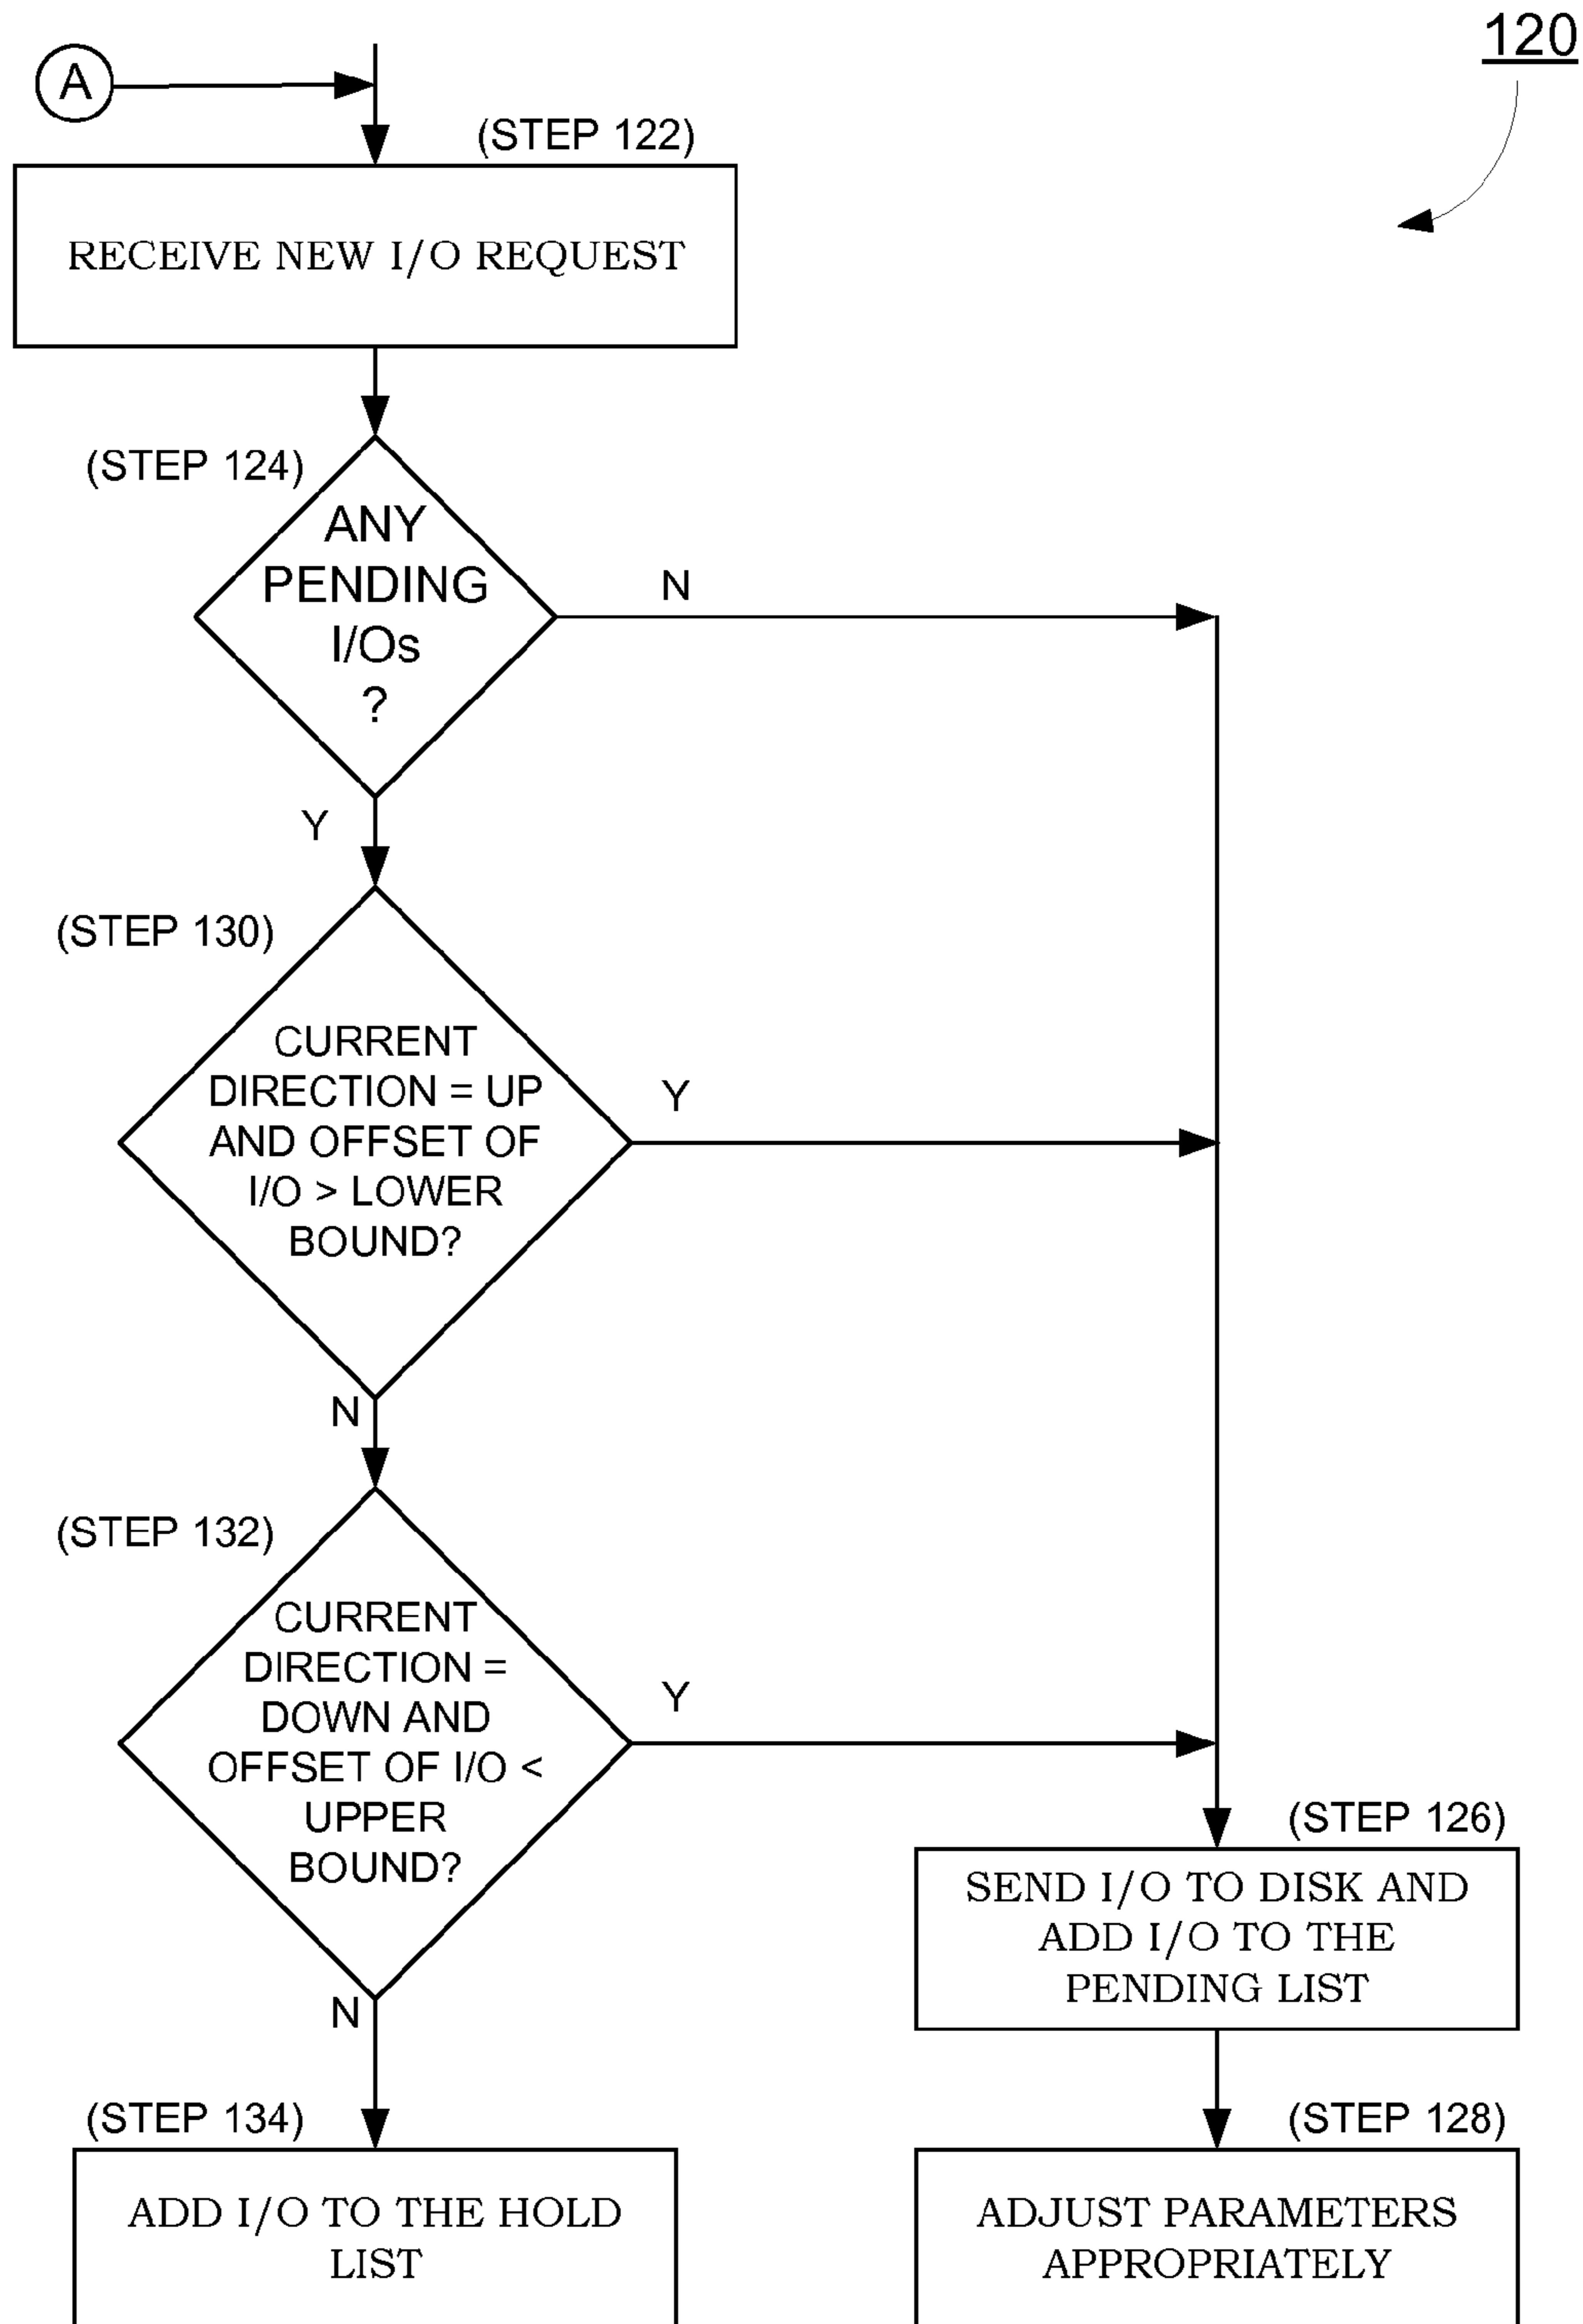 120
A
(STEP 122)
RECEIVE NEW I/O REQUEST
(STEP 124)
ANY
PENDING
I/Os
?
N
Y
(STEP 130)
CURRENT
DIRECTION = UP
AND OFFSET OF
I/O > LOWER
BOUND?
Y
N
(STEP 132)
CURRENT
DIRECTION =
DOWN AND
OFFSET OF I/O <
UPPER
BOUND?
Y
N
(STEP 126)
SEND I/O TO DISK AND
ADD I/O TO THE
PENDING LIST
(STEP 134)
ADD I/O TO THE HOLD
LIST
(STEP 128)
ADJUST PARAMETERS
APPROPRIATELY